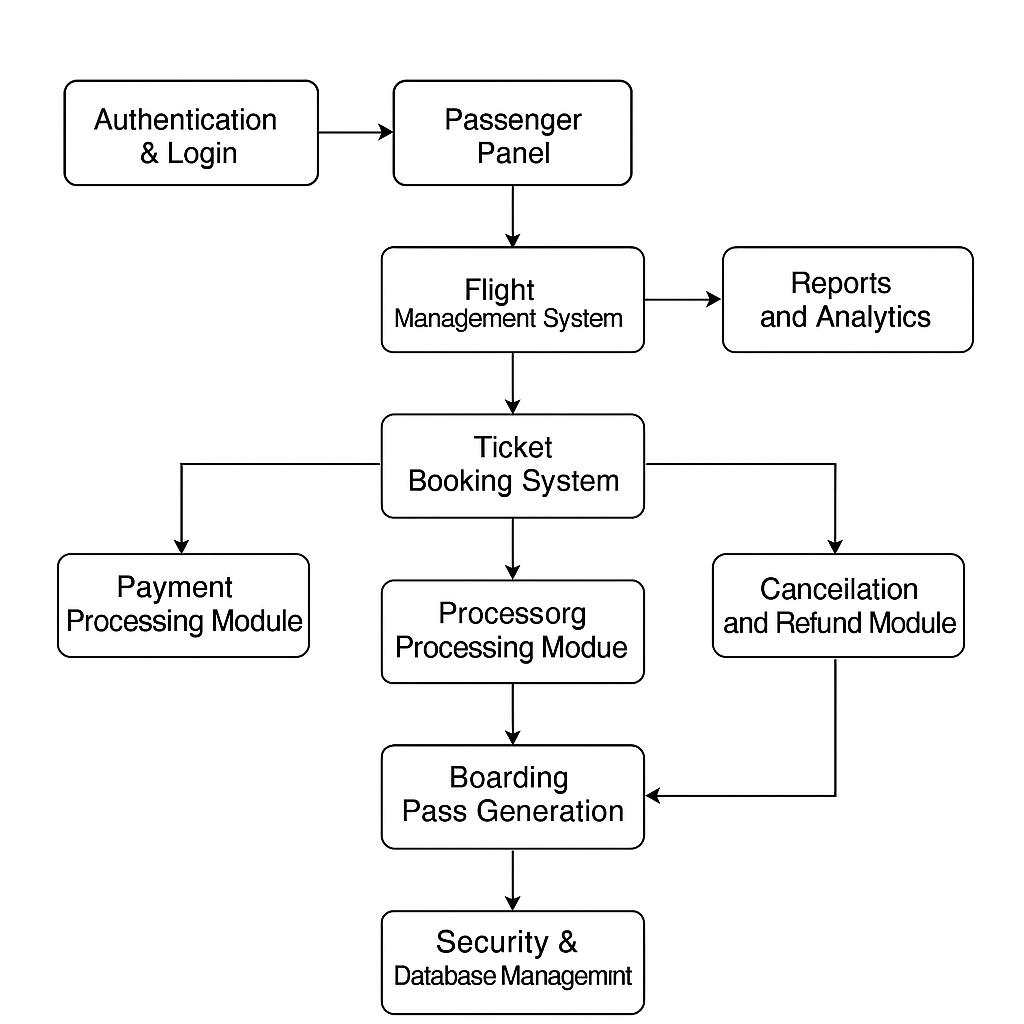 Authentication
& Login
Passenger
Panel
Flight
Management System
Reports
and Analytics
Ticket
Booking System
Payment
Processing Module
Processorg
Processing Modue
Canceilation
and Refund Module
Boarding
Pass Generation
Security &
Database Managemint